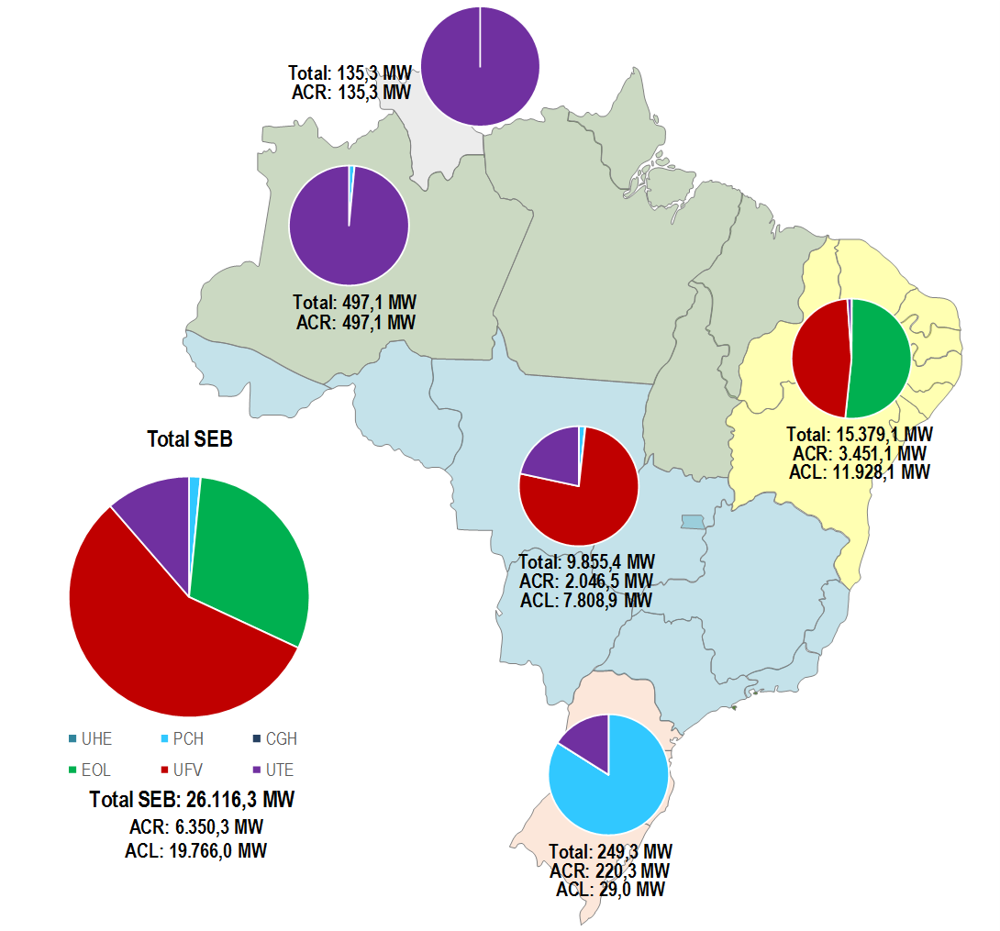 Total: 135,3 MW
ACR: 135,3 MW
Total: 497,1 MW
ACR: 497,1 MW
Total: 15.379,1 MW
ACR: 3.451,1 MW
ACL: 11.928,1 MW
Total SEB
Total: 9.855,4 MW
ACR: 2.046,5 MW
ACL: 7.808,9 MW
UHE PCH CGH
EOL UFV UTE
Total SEB: 26.116,3 MW
ACR: 6.350,3 MW
ACL: 19.766,0 MW
Total: 249,3 MW
ACR: 220,3 MW
ACL: 29,0 MW